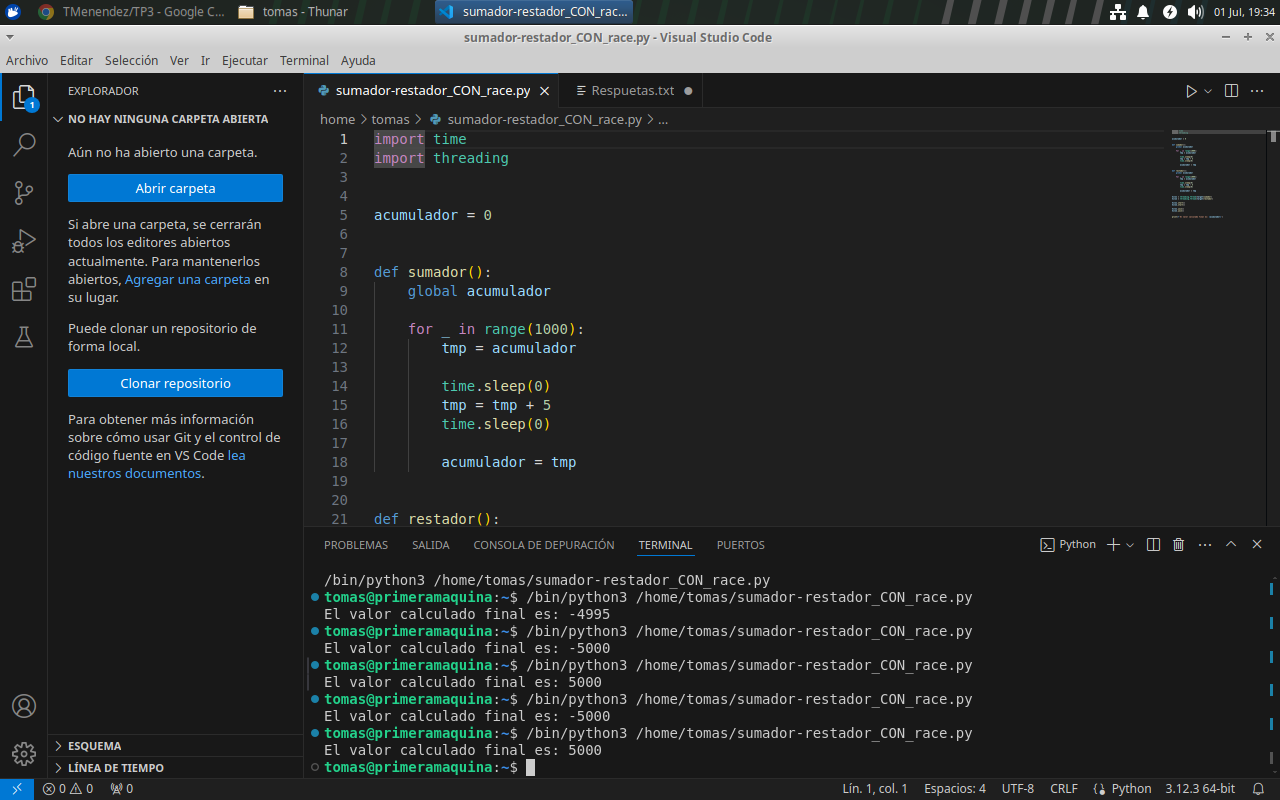 TMenendez/TP3 - Google C...
tomas - Thunar
sumador-restador_CON_rac...
01 Jul, 19:34
sumador-restador_CON_race.py - Visual Studio Code
Archivo Editar Selección Ver Ir Ejecutar Terminal Ayuda
1
EXPLORADOR
NO HAY NINGUNA CARPETA ABIERTA
Aún no ha abierto una carpeta.
Abrir carpeta
Si abre una carpeta, se cerrarán
todos los editores abiertos
actualmente. Para mantenerlos
abiertos, Agregar una carpeta en
su lugar.
Puede clonar un repositorio de
forma local.
Clonar repositorio
Para obtener más información
sobre cómo usar Git y el control de
código fuente en VS Code lea
nuestros documentos.
ESQUEMA
LÍNEA DE TIEMPO
sumador-restador_CON_race.py
Respuetas.txt
home > tomas > sumador-restador_CON_race.py > ...
1 import time
2 import threading
3
4
5 acumulador = 0
6
7
8 def sumador():
9 global acumulador
10
11 for _ in range(1000):
12 tmp = acumulador
13
14 time.sleep(0)
15 tmp = tmp + 5
16 time.sleep(0)
17
18 acumulador = tmp
19
20
21 def restador():
PROBLEMAS SALIDA CONSOLA DE DEPURACIÓN TERMINAL PUERTOS
Python
/bin/python3 /home/tomas/sumador-restador_CON_race.py
tomas@primeramaquina:~$ /bin/python3 /home/tomas/sumador-restador_CON_race.py
El valor calculado final es: -4995
tomas@primeramaquina:~$ /bin/python3 /home/tomas/sumador-restador_CON_race.py
El valor calculado final es: -5000
tomas@primeramaquina:~$ /bin/python3 /home/tomas/sumador-restador_CON_race.py
El valor calculado final es: 5000
tomas@primeramaquina:~$ /bin/python3 /home/tomas/sumador-restador_CON_race.py
El valor calculado final es: -5000
tomas@primeramaquina:~$ /bin/python3 /home/tomas/sumador-restador_CON_race.py
El valor calculado final es: 5000
tomas@primeramaquina:~$
0 0 0 Lín. 1, col. 1 Espacios: 4 UTF-8 CRLF Python 3.12.3 64-bit